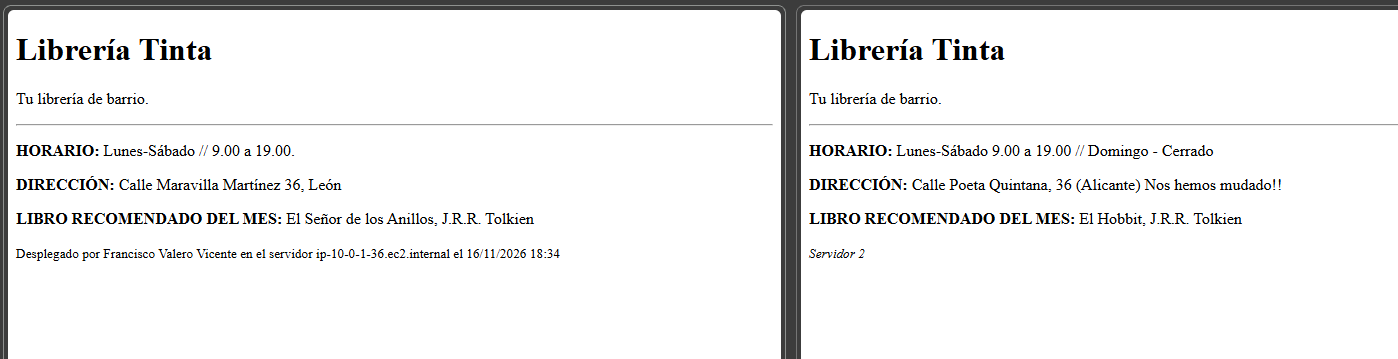 Librería Tinta
Tu librería de barrio.
HORARIO: Lunes-Sábado // 9.00 a 19.00.
DIRECCIÓN: Calle Maravilla Martínez 36, León
LIBRO RECOMENDADO DEL MES: El Señor de los Anillos, J.R.R. Tolkien
Desplegado por Francisco Valero Vicente en el servidor ip-10-0-1-36.ec2.internal el 16/11/2026 18:34
Librería Tinta
Tu librería de barrio.
HORARIO: Lunes-Sábado 9.00 a 19.00 // Domingo - Cerrado
DIRECCIÓN: Calle Poeta Quintana, 36 (Alicante) Nos hemos mudado!!
LIBRO RECOMENDADO DEL MES: El Hobbit, J.R.R. Tolkien
Servidor 2